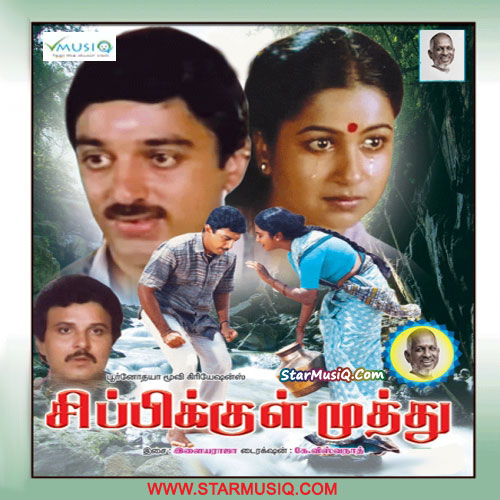 VMUSIQ
StarMusiQ.Com
பூர்னோதயா மூவி கிரியேஷன்ஸ்
சிப்பிக்குள் முத்து
இசை: இளையராஜா டைரக்ஷன்: கே.விஸ்வநாத்
WWW.STARMUSIQ.COM